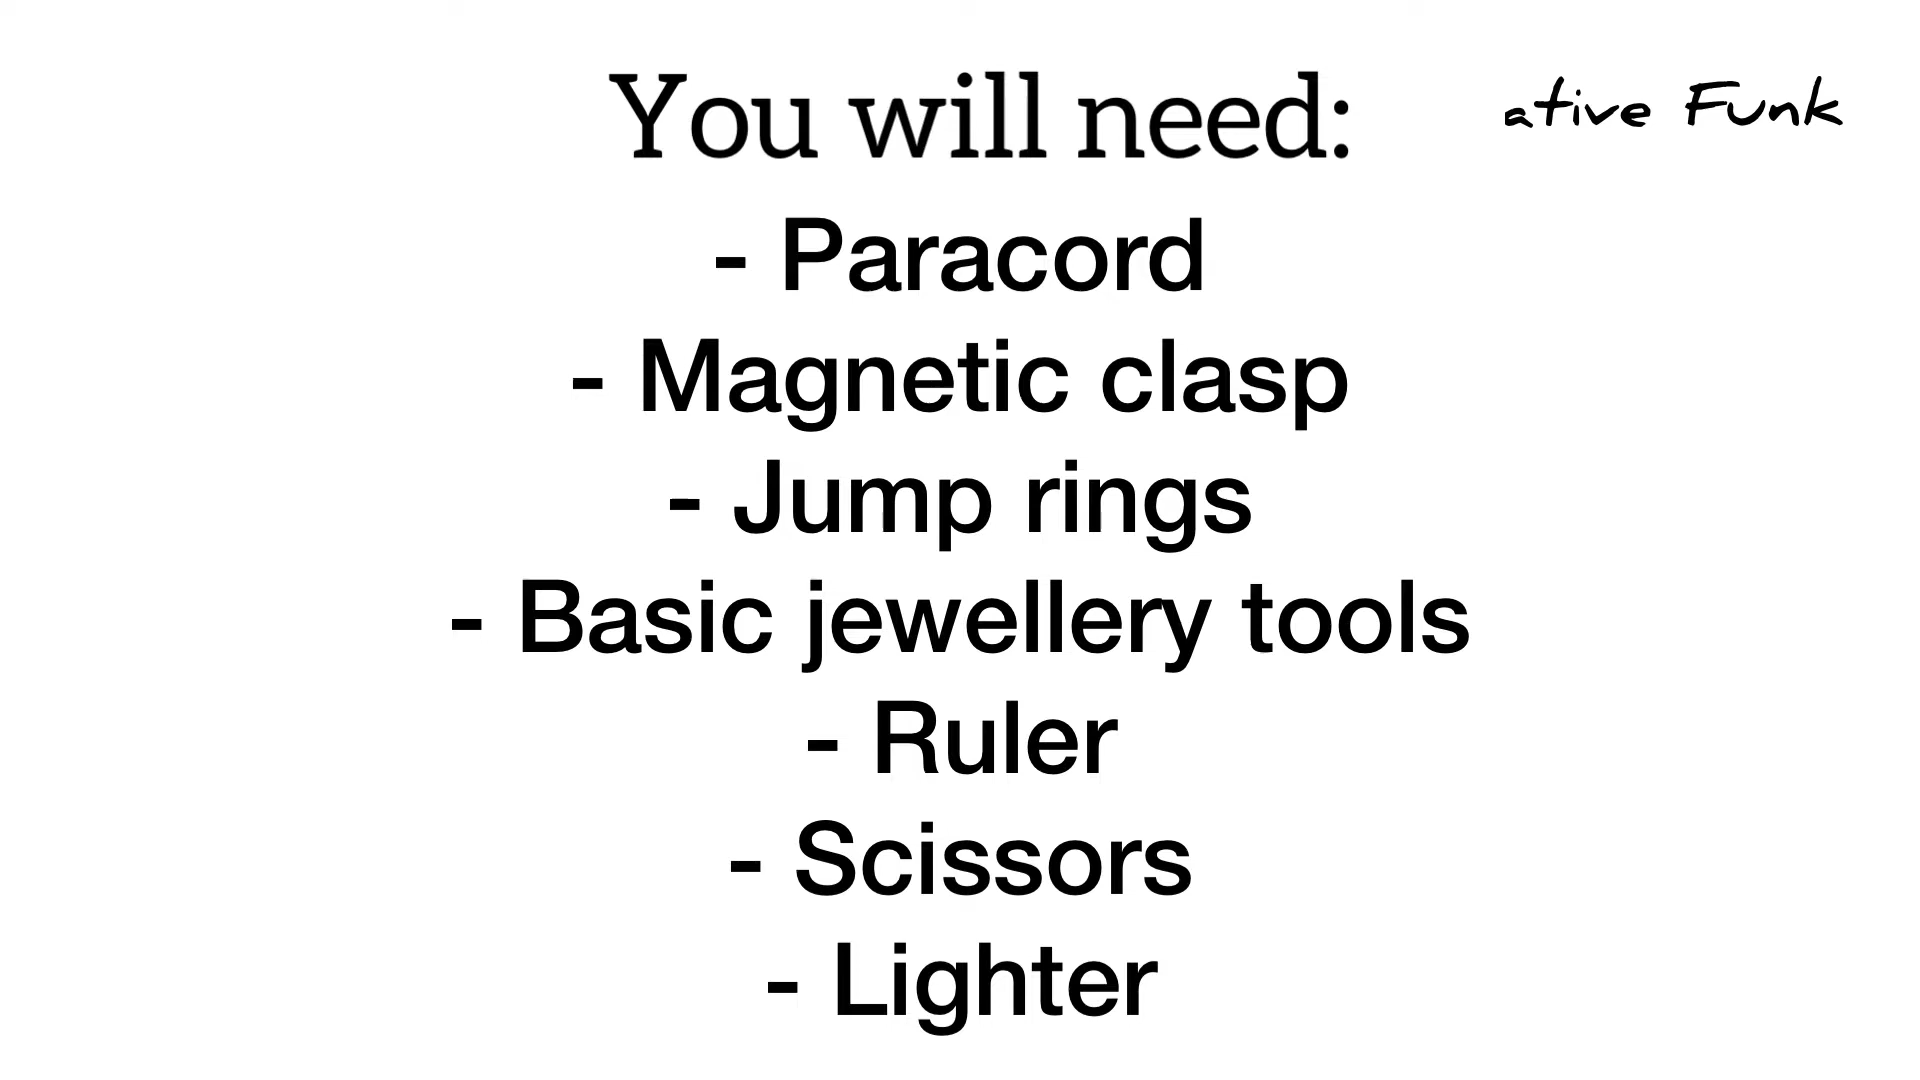 You will need:
ative Funk
- Paracord
- Magnetic clasp
- Jump rings
- Basic jewellery tools
- Ruler
- Scissors
- Lighter